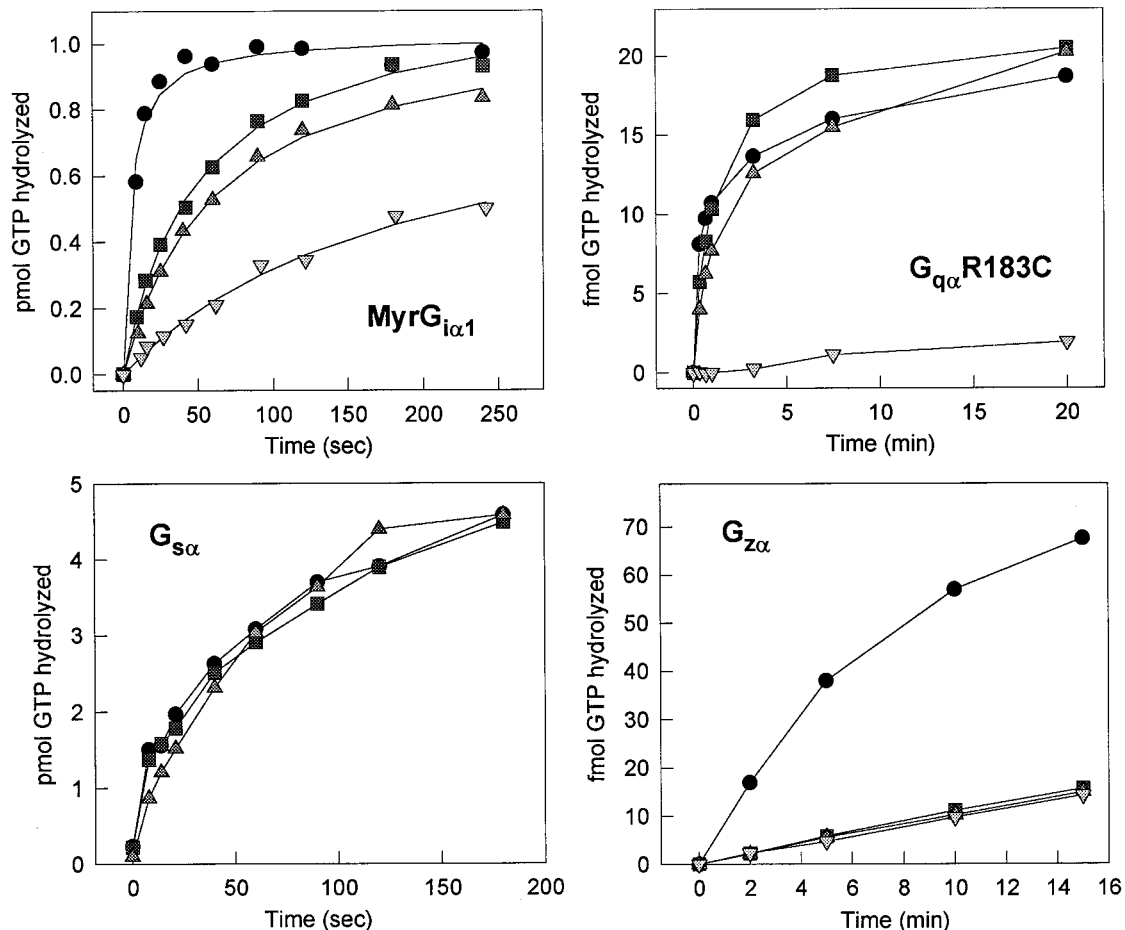 pmol GTP hydrolyzed
1.0
0.8
0.6
0.4
0.2
0.0
MyrGiα1
0 50 100 150 200 250
Time (sec)
fmol GTP hydrolyzed
20
15
10
5
0
GqαR183C
0 5 10 15 20
Time (min)
pmol GTP hydrolyzed
5
4
3
2
1
0
Gsα
0 50 100 150 200
Time (sec)
fmol GTP hydrolyzed
70
60
50
40
30
20
10
0
Gzα
0 2 4 6 8 10 12 14 16
Time (min)